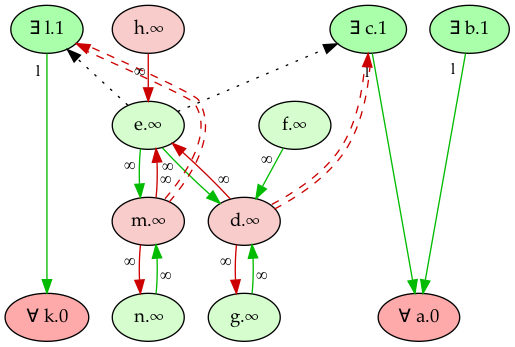 ∃ l.1
h.∞
∃ c.1
∃ b.1
l
∞
l
l
e.∞
f.∞
∞
∞
∞
∞
∞
m.∞
d.∞
∞
∞
∞
∞
∀ k.0
n.∞
g.∞
∀ a.0